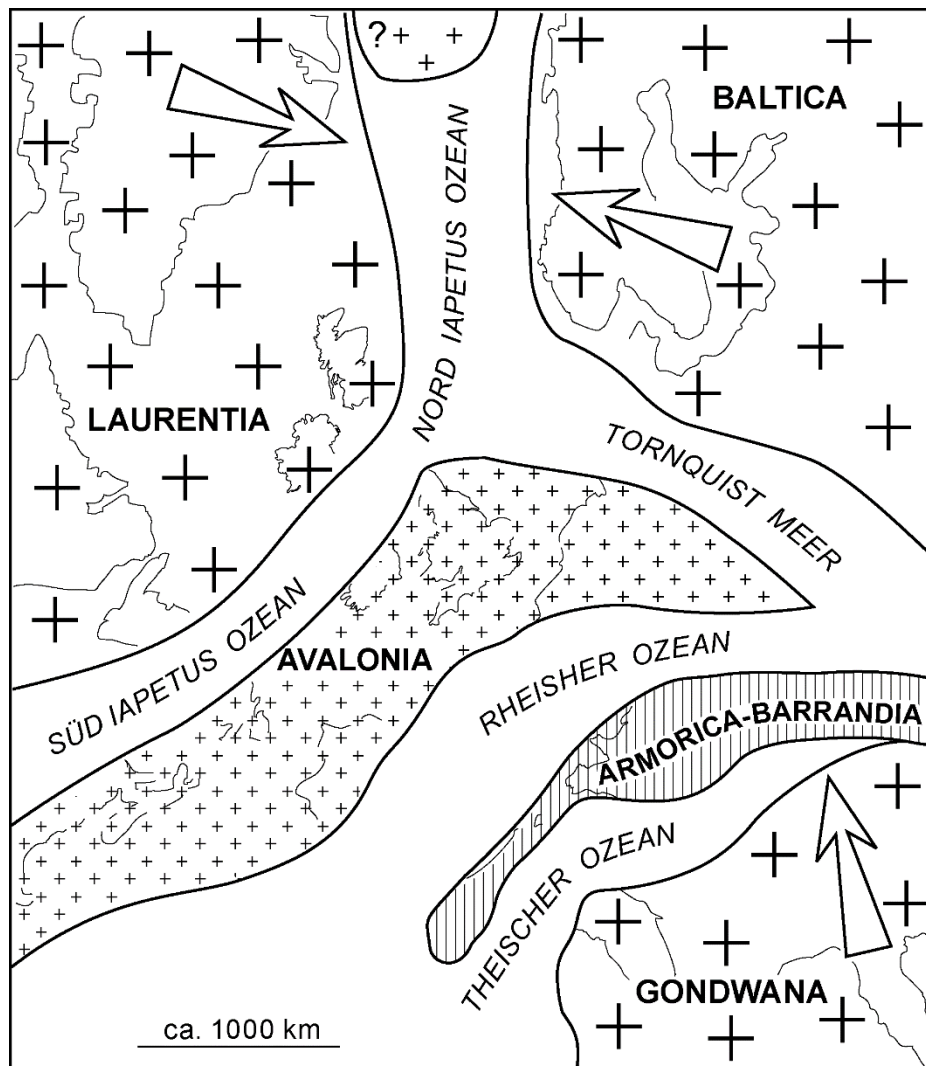 ?
BALTICA
NORD IAPETUS OZEAN
LAURENTIA
TORNQUIST MEER
SÜD IAPETUS OZEAN
AVALONIA
RHEISHER OZEAN
ARMORICA-BARRANDIA
THEISCHER OZEAN
GONDWANA
ca. 1000 km